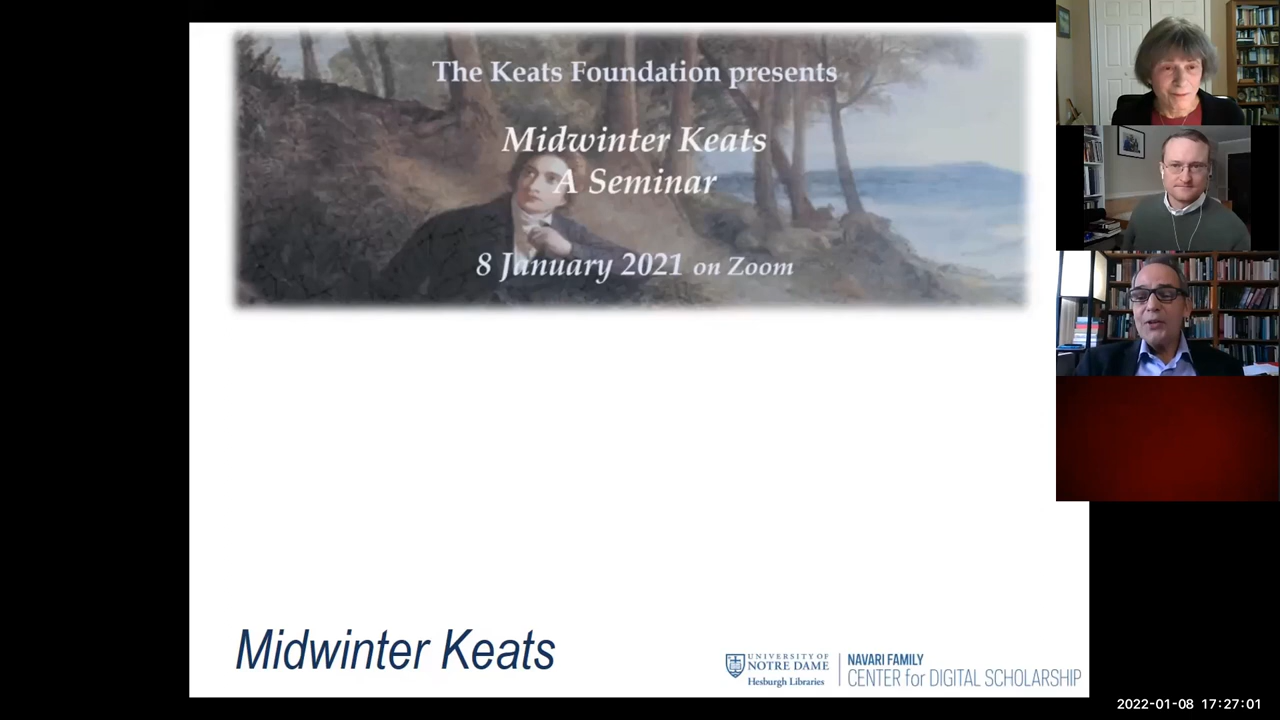 The Keats Foundation presents
Midwinter Keats
A Seminar
8 January 2021 on Zoom
Midwinter Keats
UNIVERSITY OF
NOTRE DAME
Hesburgh Libraries
NAVARI FAMILY
CENTER for DIGITAL SCHOLARSHIP
2022-01-08 17:27:01